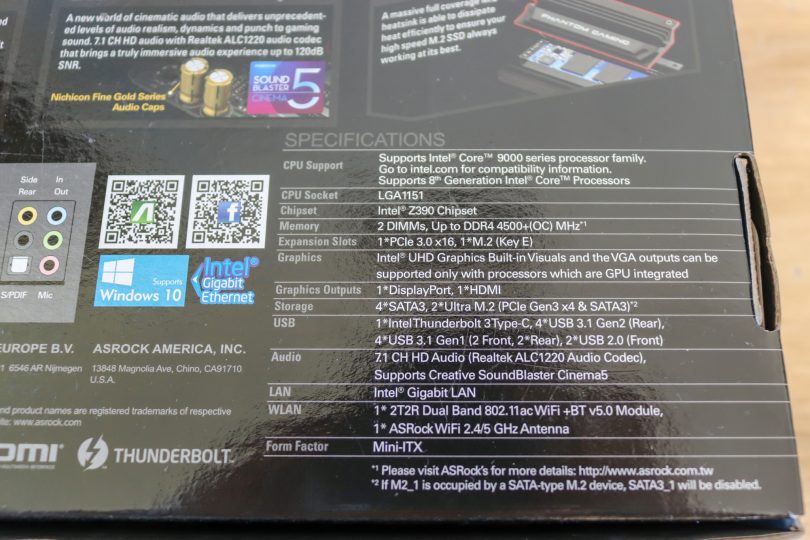 A new world of cinematic audio that delivers unprecedent-
ed levels of audio realism, dynamics and punch to gaming
sound. 7.1 CH HD audio with Realtek ALC1220 audio codec
that brings a truly immersive audio experience up to 120dB
SNR.
Nichicon Fine Gold Series
Audio Caps
SOUND
BLASTER
CINEMA 5
A massive full coverage
heatsink is able to dissipate
heat efficiently to ensure your
high speed M.2 SSD always
working at its best.
PHANTOM GAMING
SPECIFICATIONS
CPU Support Supports Intel® Core™ 9000 series processor family.
Go to intel.com for compatibility information.
Supports 8th Generation Intel® Core™ Processors
CPU Socket LGA1151
Chipset Intel® Z390 Chipset
Memory 2 DIMMs, Up to DDR4 4500+(OC) MHz*1
Expansion Slots 1*PCIe 3.0 x16, 1*M.2 (Key E)
Graphics Intel® UHD Graphics Built-in Visuals and the VGA outputs can be
supported only with processors which are GPU integrated
Graphics Outputs 1*DisplayPort, 1*HDMI
Storage 4*SATA3, 2*Ultra M.2 (PCIe Gen3 x4 & SATA3)*2
USB 1*Intel Thunderbolt 3 Type-C, 4*USB 3.1 Gen2 (Rear),
4*USB 3.1 Gen1 (2 Front, 2*Rear), 2*USB 2.0 (Front)
Audio 7.1 CH HD Audio (Realtek ALC1220 Audio Codec),
Supports Creative SoundBlaster Cinema5
LAN Intel® Gigabit LAN
WLAN 1* 2T2R Dual Band 802.11ac WiFi +BT v5.0 Module,
1* ASRock WiFi 2.4/5 GHz Antenna
Form Factor Mini-ITX
*1 Please visit ASRock's for more details: http://www.asrock.com.tw
*2 If M2_1 is occupied by a SATA-type M.2 device, SATA3_1 will be disabled.
Side
Rear
In
Out
S/PDIF Mic
Supports
Windows 10
Intel®
Gigabit
Ethernet
EUROPE B.V.
6546 AR Nijmegen
ASROCK AMERICA, INC.
13848 Magnolia Ave, Chino, CA91710
U.S.A.
nd product names are registered trademarks of respective
site: www.asrock.com
THUNDERBOLT™